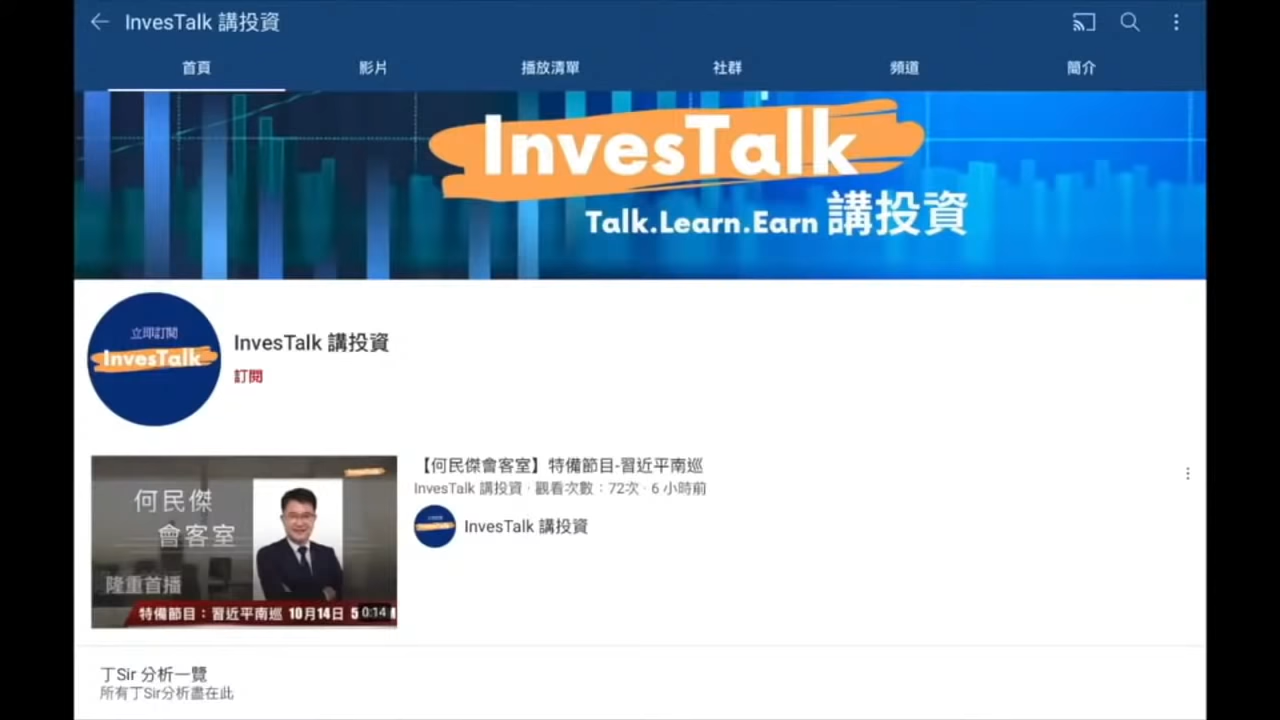 InvesTalk 講投資
首頁 影片 播放清單 社群 頻道 簡介
InvesTalk
Talk.Learn.Earn 講投資
立即訂閱
InvesTalk
InvesTalk 講投資
訂閱
InvesTalk
何民傑
會客室
隆重首播
特備節目：習近平南巡 10月14日 5
0:14
【何民傑會客室】特備節目-習近平南巡
InvesTalk 講投資 · 觀看次數：72次 · 6 小時前
InvesTalk 講投資
丁Sir 分析一覽
所有丁Sir分析盡在此